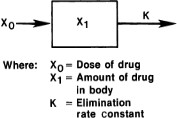 X₀ X₁ K
Where: X₀ = Dose of drug
X₁ = Amount of drug
in body
K = Elimination
rate constant